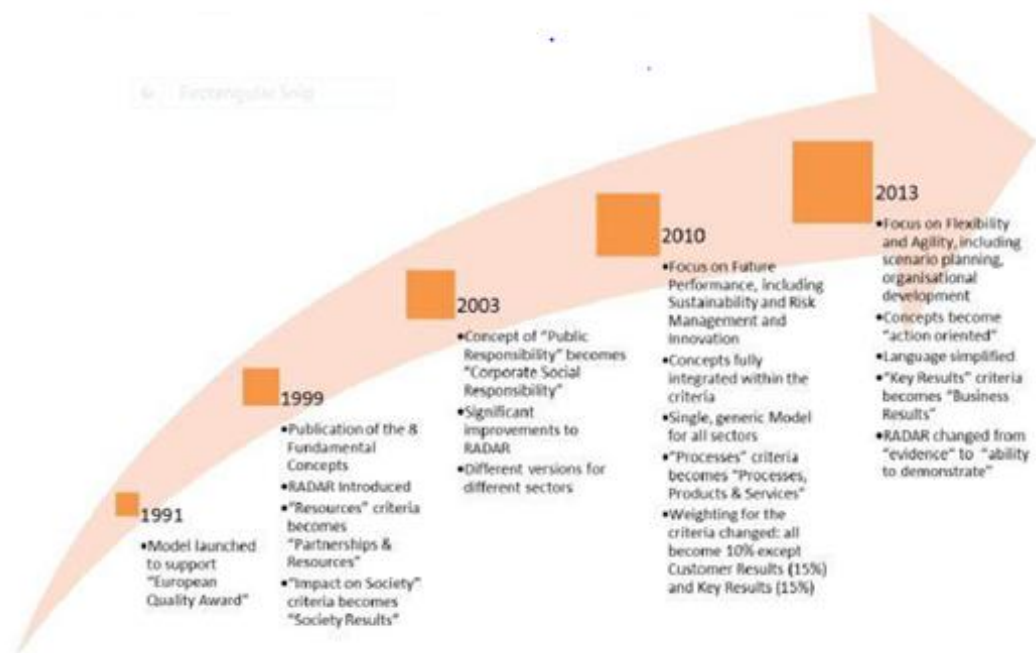 Rectangular Snip
1991
•Model launched
to support
"European
Quality Award"
1999
•Publication of the 8
Fundamental
Concepts
•RADAR Introduced
•"Resources" criteria
becomes
"Partnerships &
Resources"
•"Impact on Society"
criteria becomes
"Society Results"
2003
•Concept of "Public
Responsibility" becomes
"Corporate Social
Responsibility"
•Significant
improvements to
RADAR
•Different versions for
different sectors
2010
•Focus on Future
Performance, including
Sustainability and Risk
Management and
Innovation
•Concepts fully
integrated within the
criteria
•Single, generic Model
for all sectors
•"Processes" criteria
becomes "Processes,
Products & Services"
•Weighting for the
criteria changed: all
become 10% except
Customer Results (15%)
and Key Results (15%)
2013
•Focus on Flexibility
and Agility, including
scenario planning,
organisational
development
•Concepts become
"action oriented"
•Language simplified
•"Key Results" criteria
becomes "Business
Results"
•RADAR changed from
"evidence" to "ability
to demonstrate"